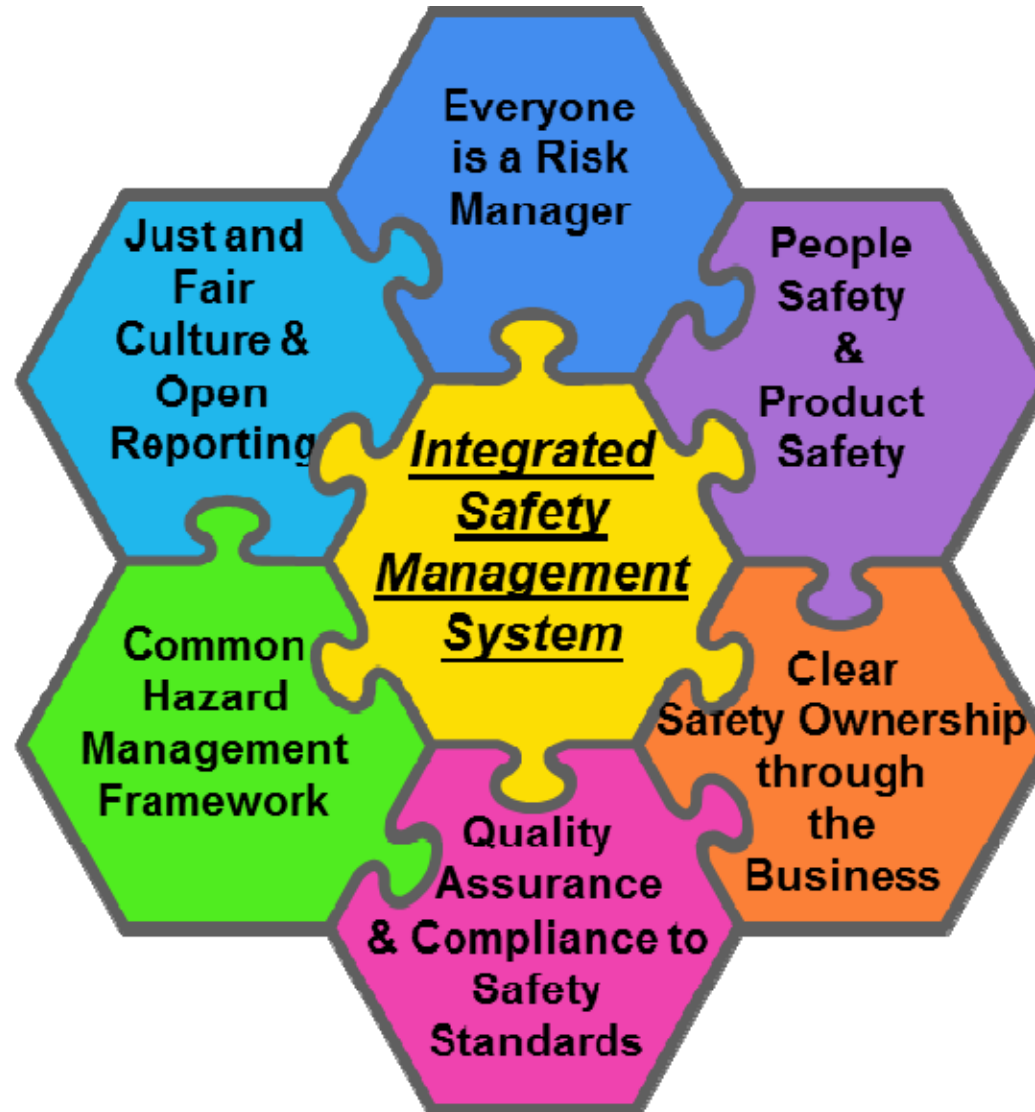 Everyone
is a Risk
Manager
Just and
Fair
Culture &
Open
Reporting
People
Safety
&
Product
Safety
Integrated
Safety
Management
System
Common
Hazard
Management
Framework
Clear
Safety Ownership
through
the
Business
Quality
Assurance
& Compliance to
Safety
Standards